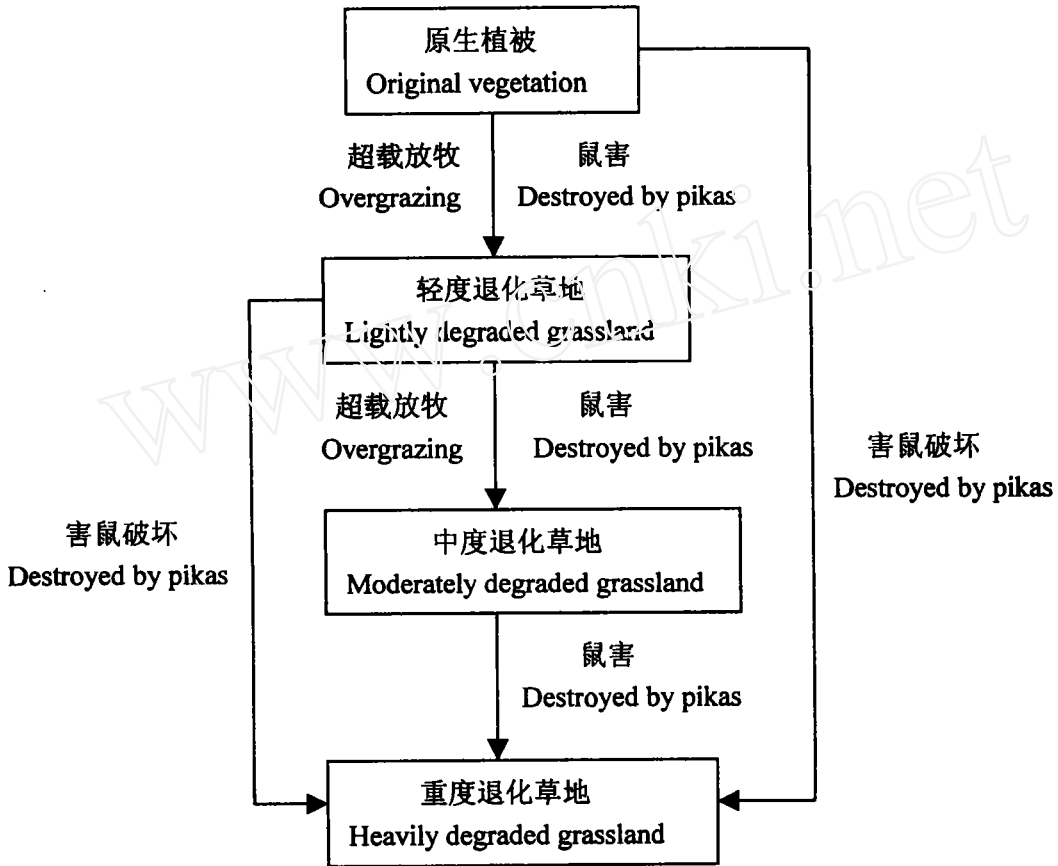 原生植被
Original vegetation
超载放牧
Overgrazing
鼠害
Destroyed by pikas
轻度退化草地
Lightly degraded grassland
超载放牧
Overgrazing
鼠害
Destroyed by pikas
害鼠破坏
Destroyed by pikas
害鼠破坏
Destroyed by pikas
中度退化草地
Moderately degraded grassland
鼠害
Destroyed by pikas
重度退化草地
Heavily degraded grassland
www.cnki.net